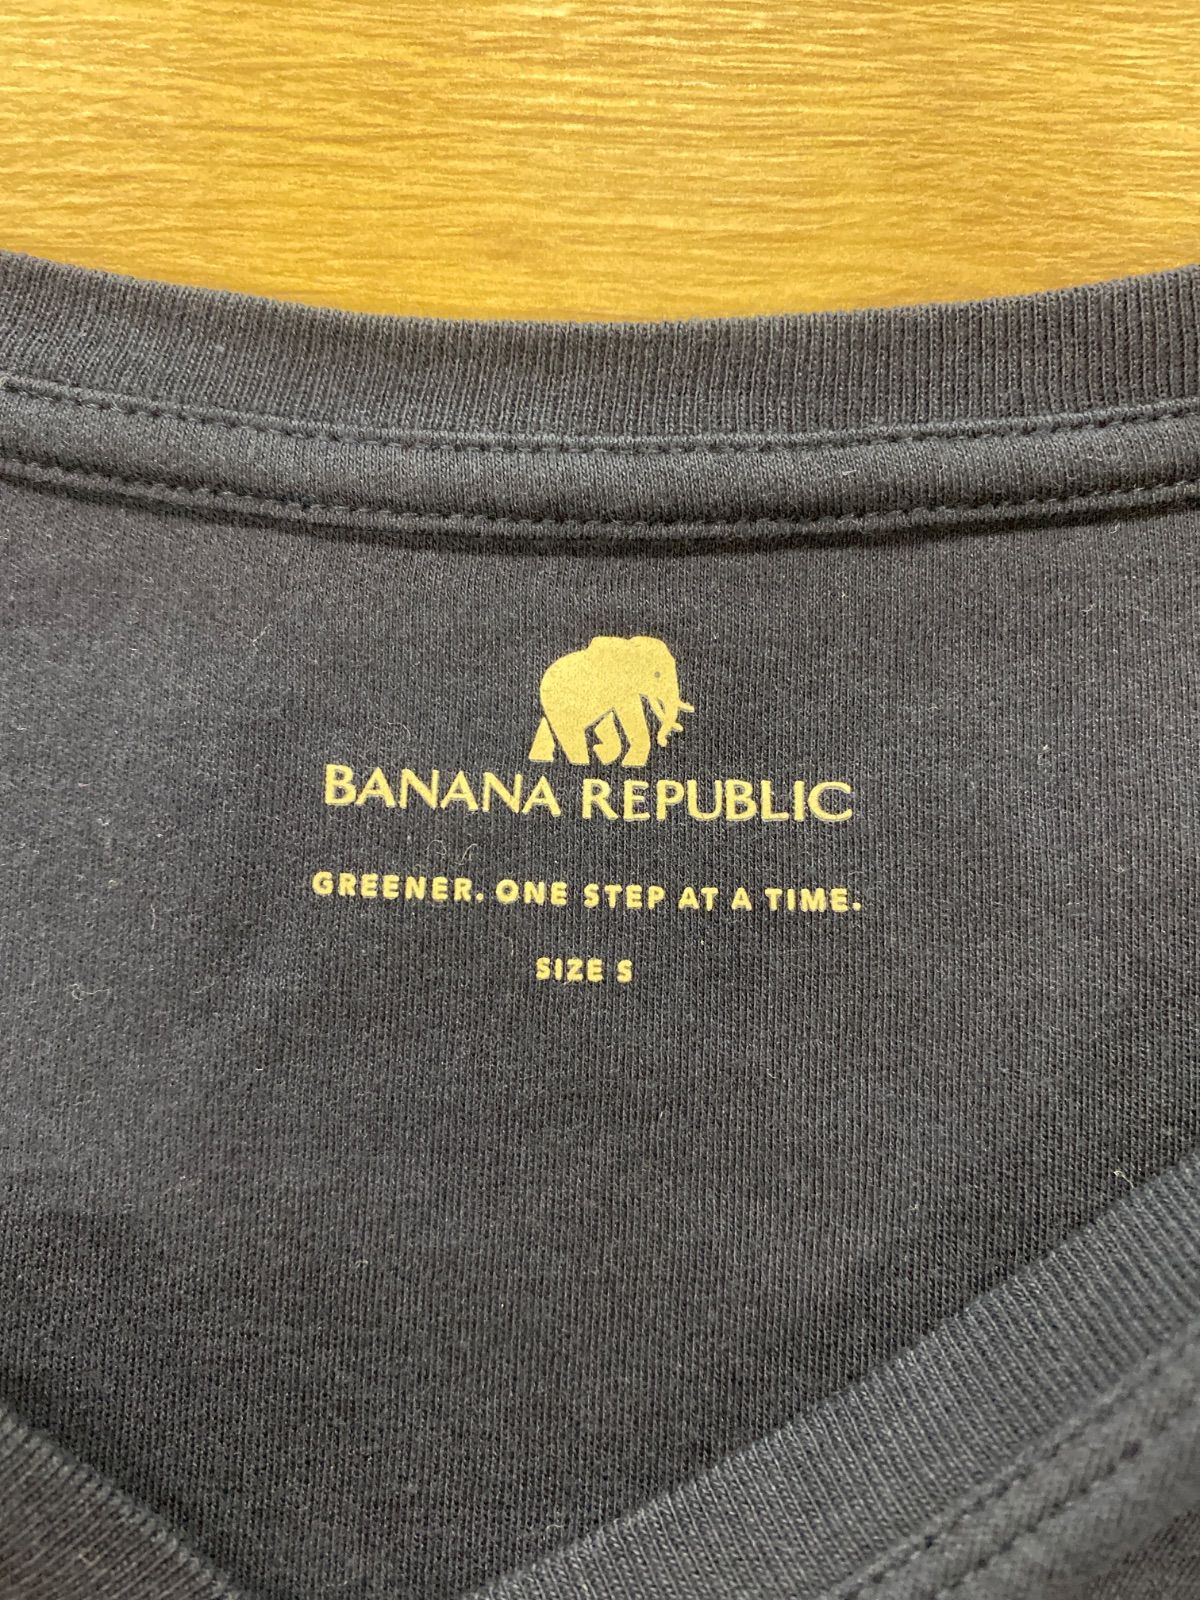 BANANA REPUBLIC
GREENER. ONE STEP AT A TIME.
SIZE S